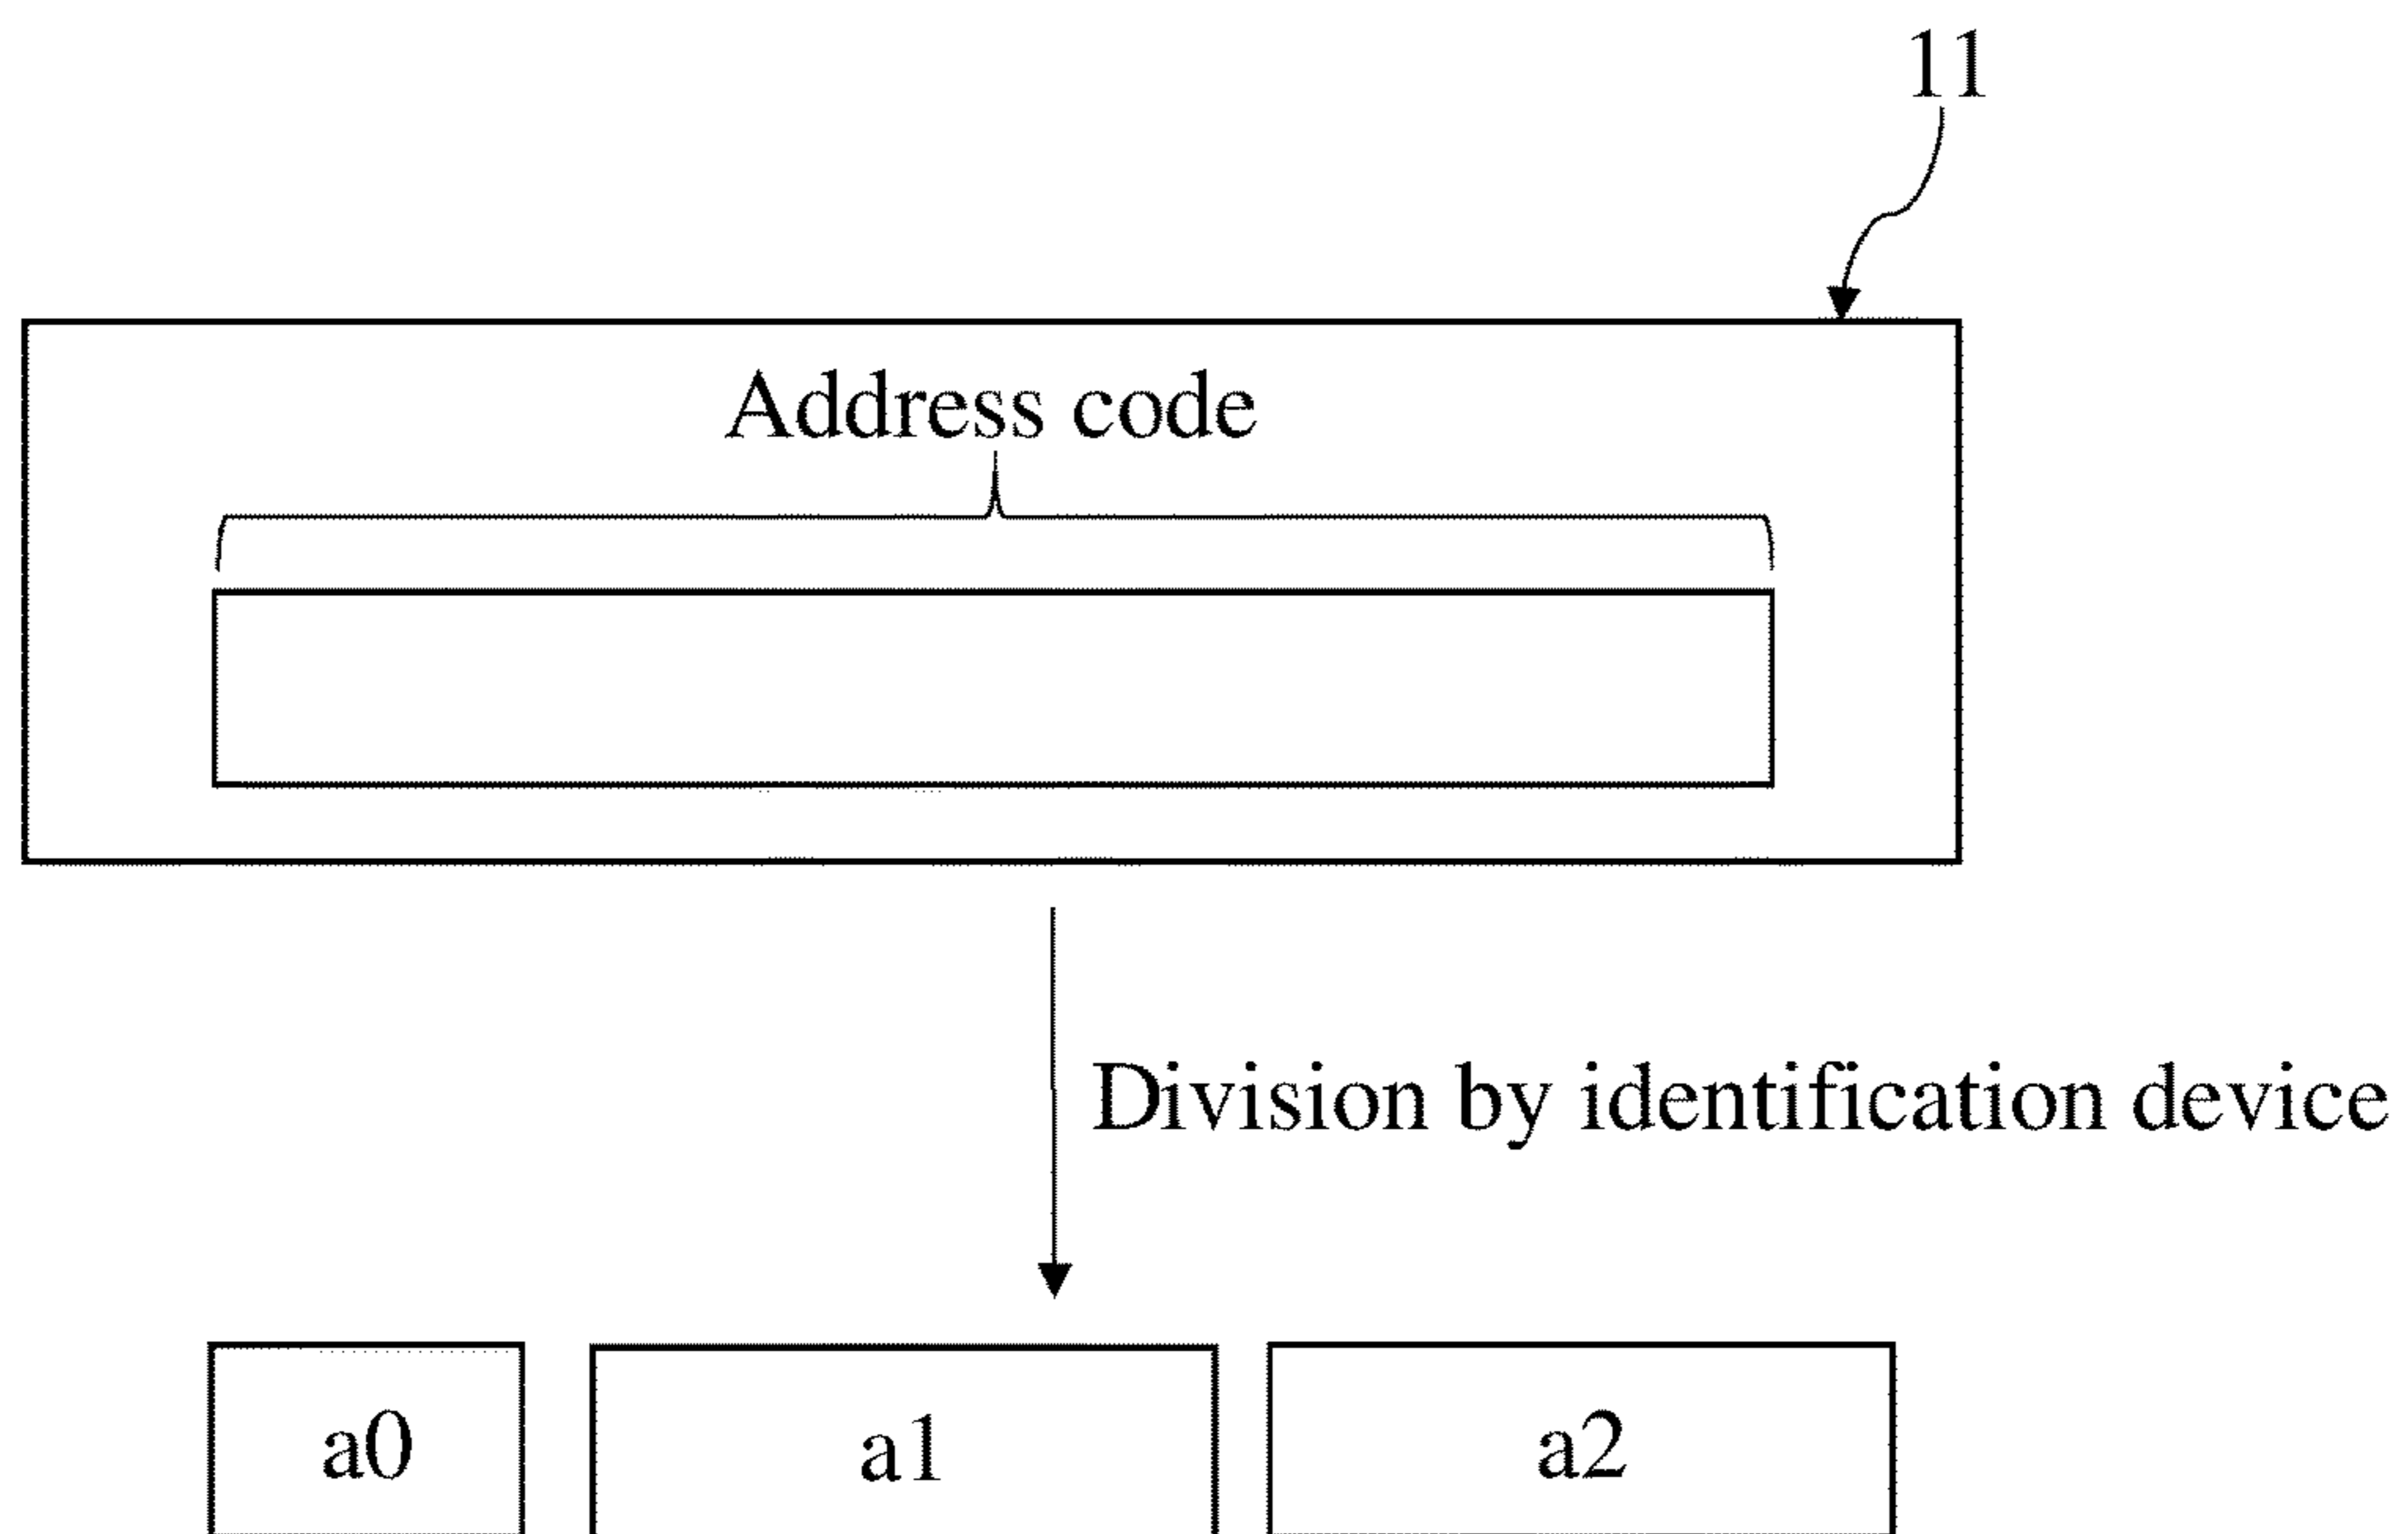 11
Address code
Division by identification device
a0 a1 a2